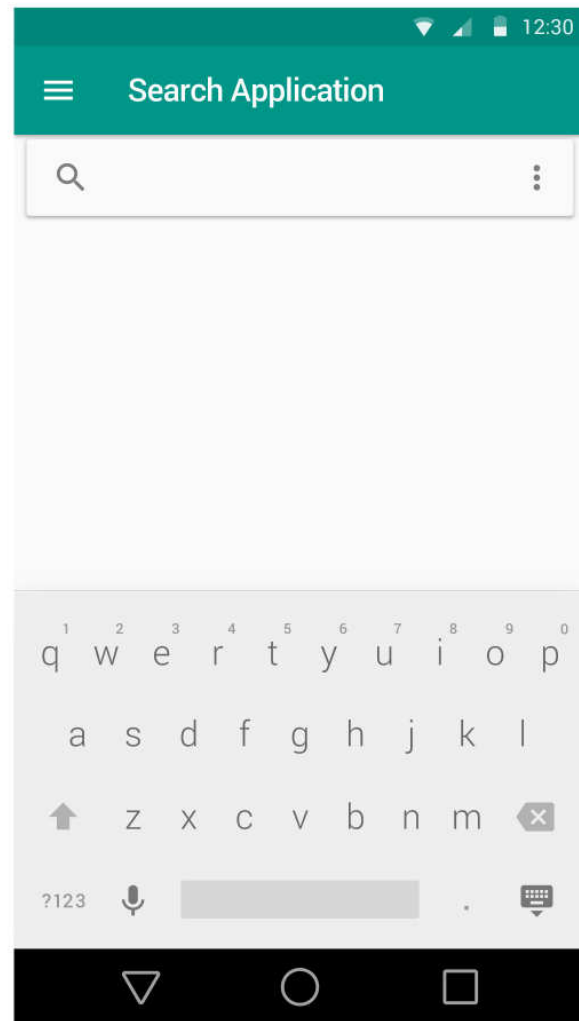 12:30
Search Application
1 2 3 4 5 6 7 8 9 0
q w e r t y u i o p
a s d f g h j k l
z x c v b n m
?123 .